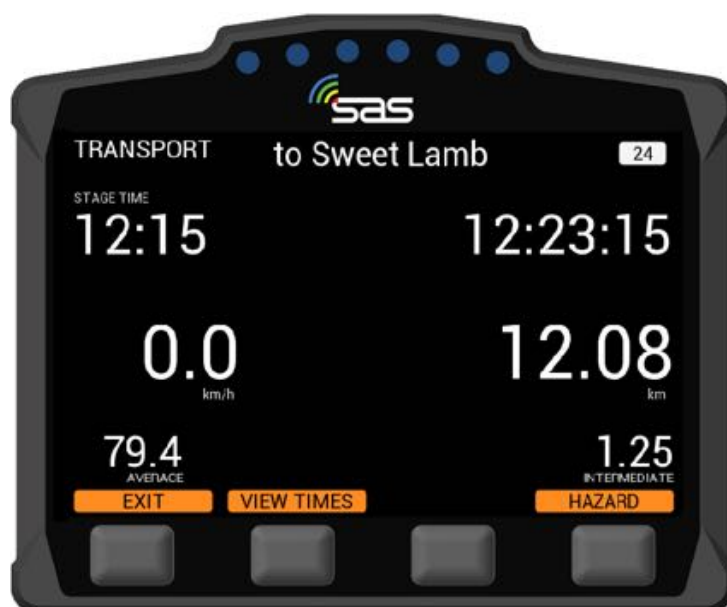 sas
TRANSPORT to Sweet Lamb 24
STAGE TIME
12:15 12:23:15
0.0 12.08
km/h km
79.4 1.25
AVERAGE INTERMEDIATE
EXIT VIEW TIMES HAZARD